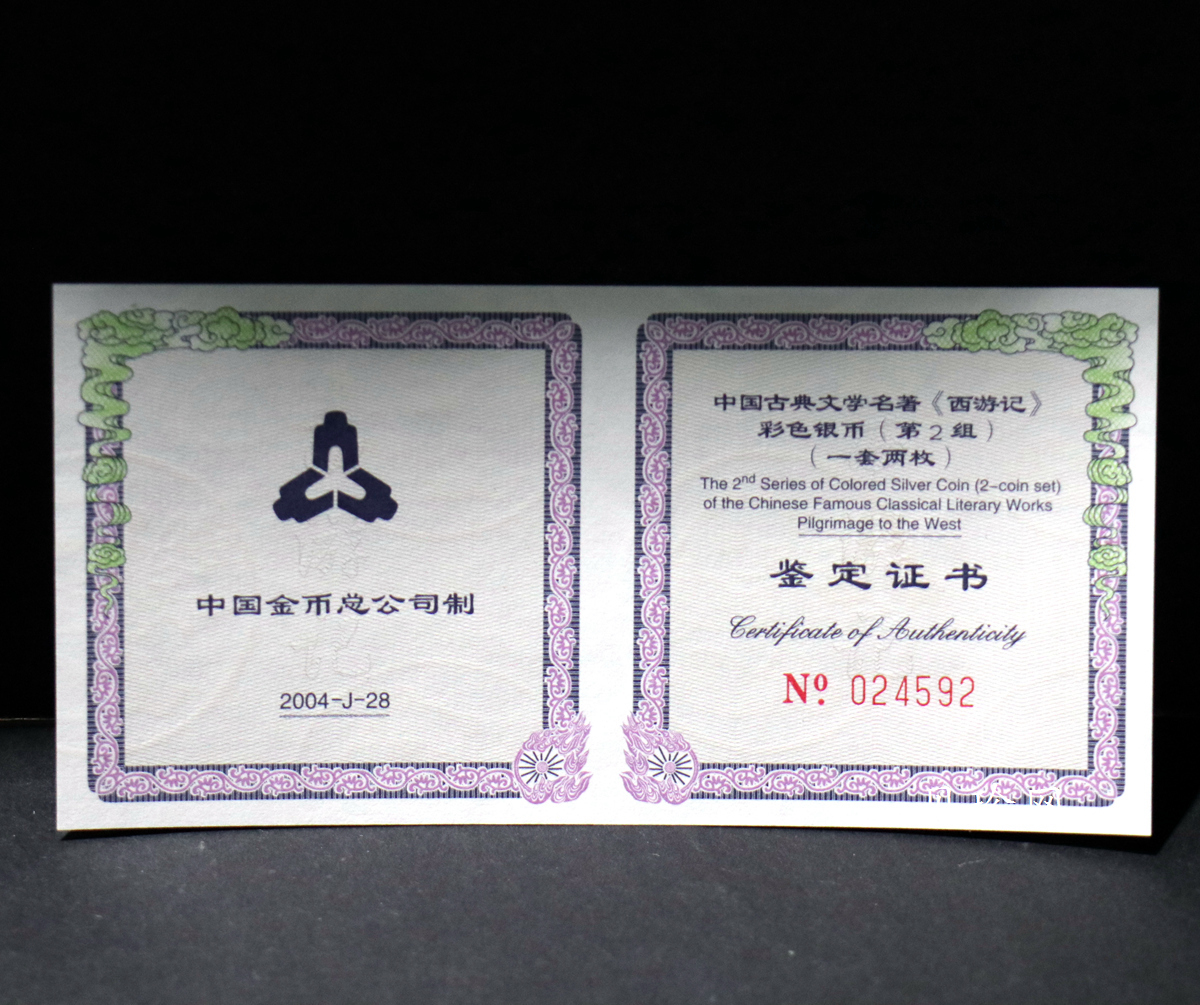 中国金币总公司制
2004-J-28
中国古典文学名著《西游记》
彩色银币（第2组）
（一套两枚）
The 2nd Series of Colored Silver Coin (2-coin set)
of the Chinese Famous Classical Literary Works
Pilgrimage to the West
鉴定证书
Certificate of Authenticity
Nº. 024592